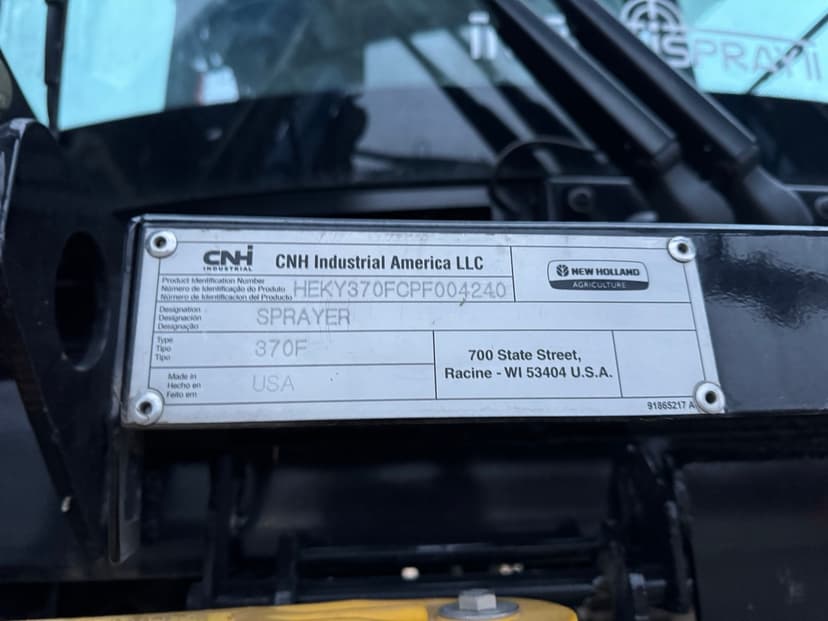 SPRAY
CNH
INDUSTRIAL
CNH Industrial America LLC
Product Identification Number
Número de Identificação do Produto
Número de Identificacion del Producto
HEKY370FCPF004240
NEW HOLLAND
AGRICULTURE
Designation
Designación
Designação
SPRAYER
Type
Tipo
Tipo
370F
700 State Street,
Racine - WI 53404 U.S.A.
Made in
Hecho en
Feito em
USA
91865217 A